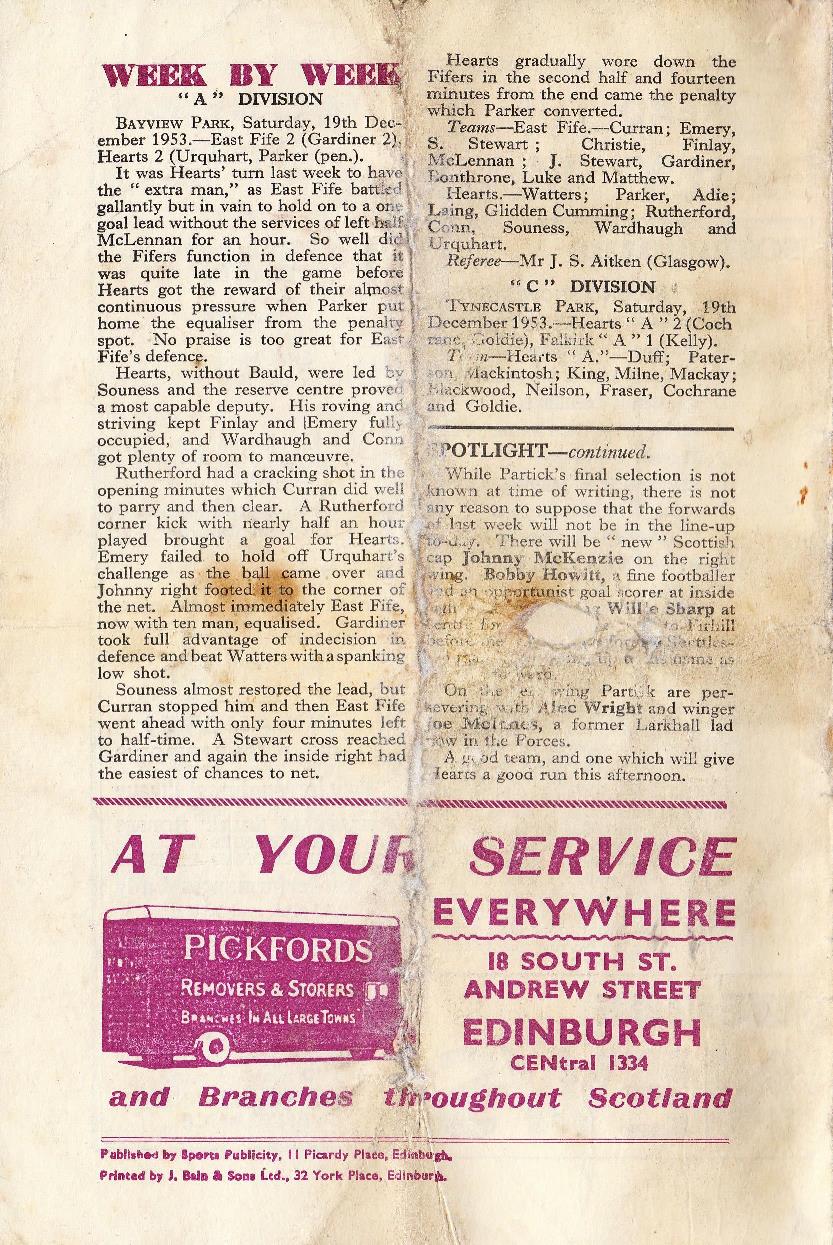 WEEK BY WEEK
“ A ” DIVISION
BAYVIEW PARK, Saturday, 19th Dec-
ember 1953.—East Fife 2 (Gardiner 2),
Hearts 2 (Urquhart, Parker (pen.).
It was Hearts’ turn last week to have
the “ extra man,” as East Fife battled
gallantly but in vain to hold on to a one
goal lead without the services of left half
McLennan for an hour. So well did
the Fifers function in defence that it
was quite late in the game before
Hearts got the reward of their almost
continuous pressure when Parker put
home the equaliser from the penalty
spot. No praise is too great for East
Fife’s defence.
Hearts, without Bauld, were led by
Souness and the reserve centre proved
a most capable deputy. His roving and
striving kept Finlay and Emery fully
occupied, and Wardhaugh and Conn
got plenty of room to manœuvre.
Rutherford had a cracking shot in the
opening minutes which Curran did well
to parry and then clear. A Rutherford
corner kick with nearly half an hour
played brought a goal for Hearts.
Emery failed to hold off Urquhart’s
challenge as the ball came over and
Johnny right footed it to the corner of
the net. Almost immediately East Fife,
now with ten man, equalised. Gardiner
took full advantage of indecision in
defence and beat Watters with a spanking
low shot.
Souness almost restored the lead, but
Curran stopped him and then East Fife
went ahead with only four minutes left
to half-time. A Stewart cross reached
Gardiner and again the inside right had
the easiest of chances to net.
Hearts gradually wore down the
Fifers in the second half and fourteen
minutes from the end came the penalty
which Parker converted.
Teams—East Fife.—Curran; Emery,
S. Stewart ; Christie, Finlay,
McLennan ; J. Stewart, Gardiner,
Bonthrone, Luke and Matthew.
Hearts.—Watters; Parker, Adie;
Laing, Glidden Cumming; Rutherford,
Conn, Souness, Wardhaugh and
Urquhart.
Referee—Mr J. S. Aitken (Glasgow).
“ C ” DIVISION
TYNECASTLE PARK, Saturday, 19th
December 1953.—Hearts “ A ” 2 (Coch
rane, Goldie), Falkirk “ A ” 1 (Kelly).
Team—Hearts “ A.”—Duff; Pater-
son, Mackintosh; King, Milne, Mackay;
Blackwood, Neilson, Fraser, Cochrane
and Goldie.
SPOTLIGHT—continued.
While Partick’s final selection is not
known at time of writing, there is not
any reason to suppose that the forwards
of last week will not be in the line-up
to-day. There will be “ new ” Scottish
cap Johnny McKenzie on the right
wing. Bobby Howitt, a fine footballer
and an opportunist goal scorer at inside
Willie Sharp at
to Firhill
before
as
On the wing Partick are per-
severing with Alec Wright and winger
Joe McInnes, a former Larkhall lad
now in the Forces.
A good team, and one which will give
Hearts a good run this afternoon.
AT YOUR SERVICE
EVERYWHERE
PICKFORDS
REMOVERS & STORERS
BRANCHES IN ALL LARGE TOWNS
18 SOUTH ST.
ANDREW STREET
EDINBURGH
CENtral 1334
and Branches throughout Scotland
Published by Sports Publicity, 11 Picardy Place, Edinburgh.
Printed by J. Bain & Sons Ltd., 32 York Place, Edinburgh.